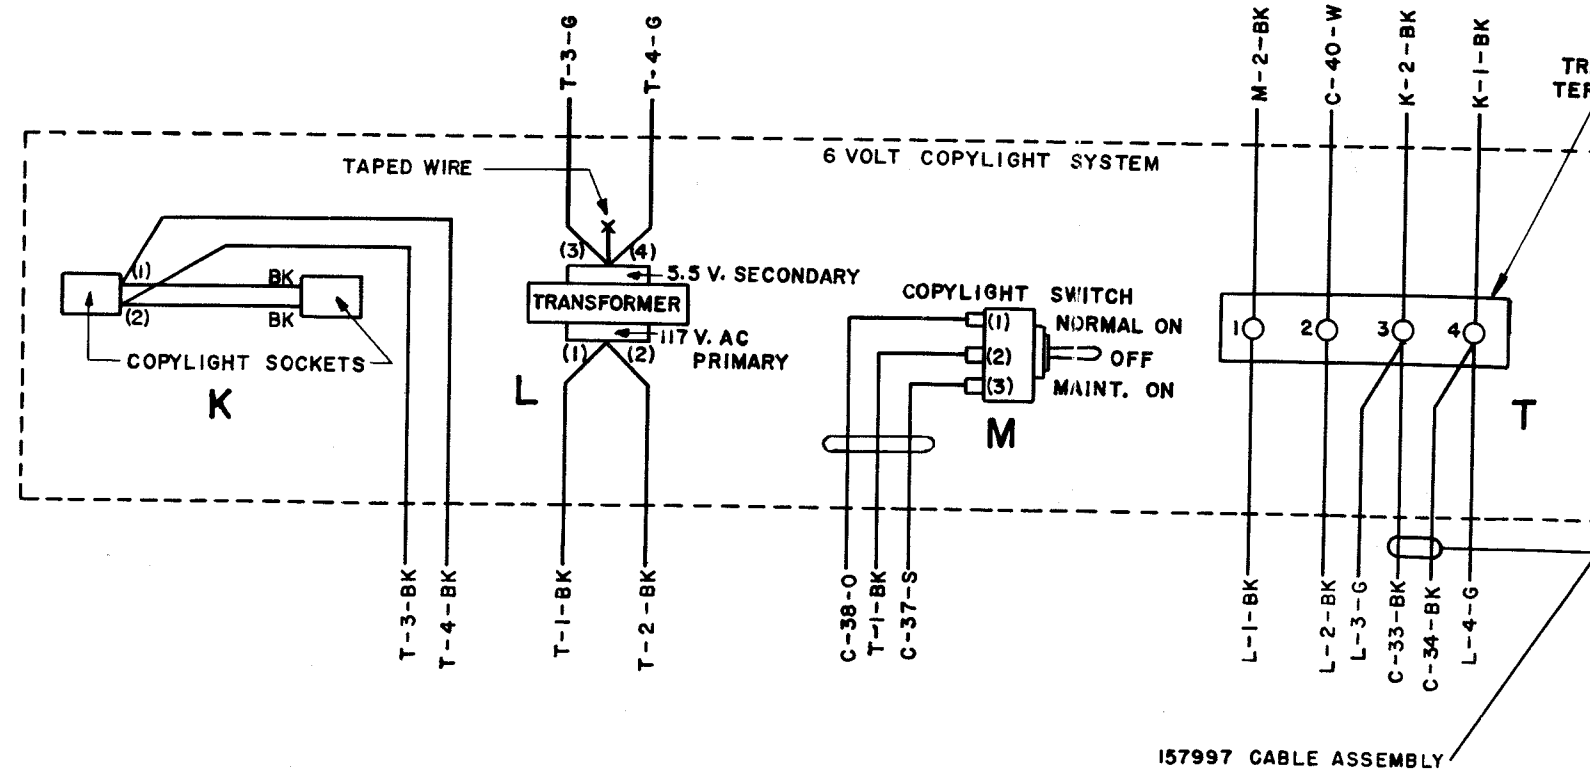 T-3-G
T-4-G
M-2-BK
C-40-W
K-2-BK
K-1-BK
TR
TER
6 VOLT COPYLIGHT SYSTEM
TAPED WIRE
(3)
(4)
(1)
BK
(2)
BK
5.5 V. SECONDARY
TRANSFORMER
117 V. AC
PRIMARY
(1)
(2)
COPYLIGHT SOCKETS
K
L
COPYLIGHT SWITCH
(1) NORMAL ON
(2) OFF
(3) MAINT. ON
M
1
2
3
4
T
T-3-BK
T-4-BK
T-1-BK
T-2-BK
C-38-O
T-1-BK
C-37-S
L-1-BK
L-2-BK
L-3-G
C-33-BK
C-34-BK
L-4-G
157997 CABLE ASSEMBLY